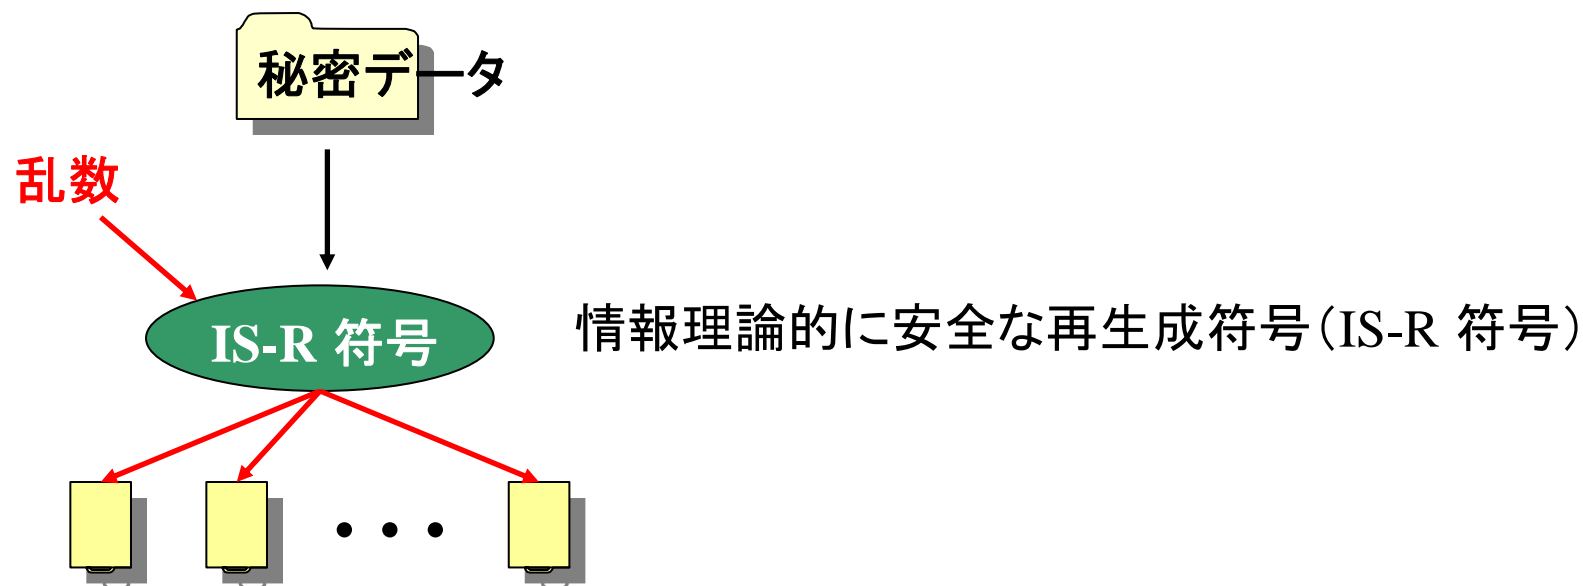 秘密データ
乱数
IS-R 符号
情報理論的に安全な再生成符号（IS-R 符号）
・・・